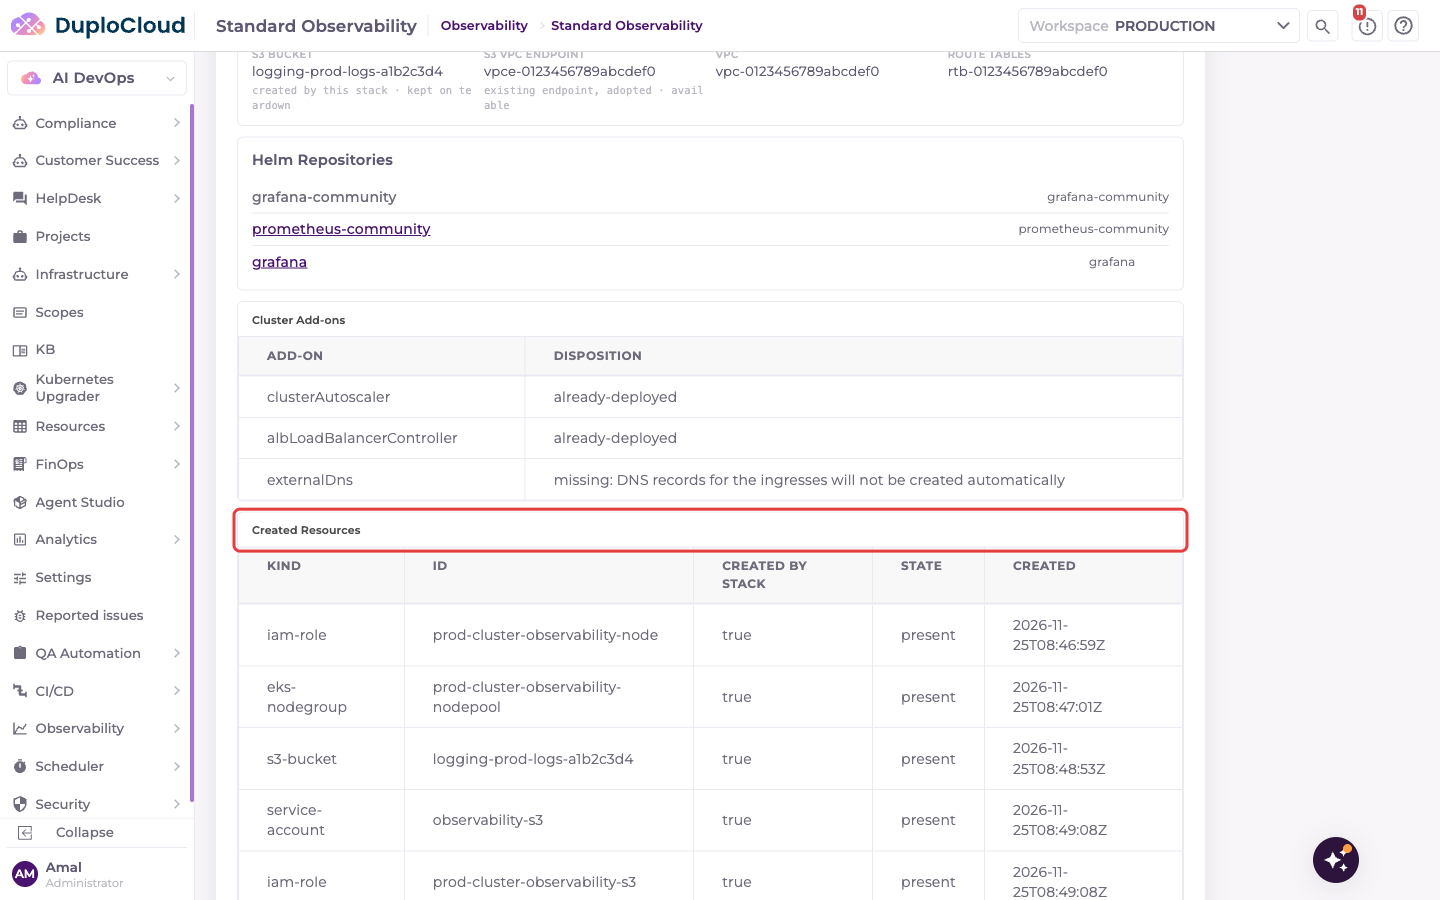 DuploCloud
Standard Observability
Observability
Standard Observability
Workspace PRODUCTION
11
AI DevOps
Compliance
Customer Success
HelpDesk
Projects
Infrastructure
Scopes
KB
Kubernetes
Upgrader
Resources
FinOps
Agent Studio
Analytics
Settings
Reported issues
QA Automation
CI/CD
Observability
Scheduler
Security
Collapse
AM
Amal
Administrator
S3 BUCKET
logging-prod-logs-a1b2c3d4
created by this stack · kept on te
ardown
S3 VPC ENDPOINT
vpce-0123456789abcdef0
existing endpoint, adopted · avail
able
VPC
vpc-0123456789abcdef0
ROUTE TABLES
rtb-0123456789abcdef0
Helm Repositories
grafana-community grafana-community
prometheus-community prometheus-community
grafana grafana
Cluster Add-ons
ADD-ON DISPOSITION
clusterAutoscaler already-deployed
albLoadBalancerController already-deployed
externalDns missing: DNS records for the ingresses will not be created automatically
Created Resources
KIND ID CREATED BY STACK STATE CREATED
iam-role prod-cluster-observability-node true present 2026-11-25T08:46:59Z
eks-nodegroup prod-cluster-observability-nodepool true present 2026-11-25T08:47:01Z
s3-bucket logging-prod-logs-a1b2c3d4 true present 2026-11-25T08:48:53Z
service-account observability-s3 true present 2026-11-25T08:49:08Z
iam-role prod-cluster-observability-s3 true present 2026-11-25T08:49:08Z